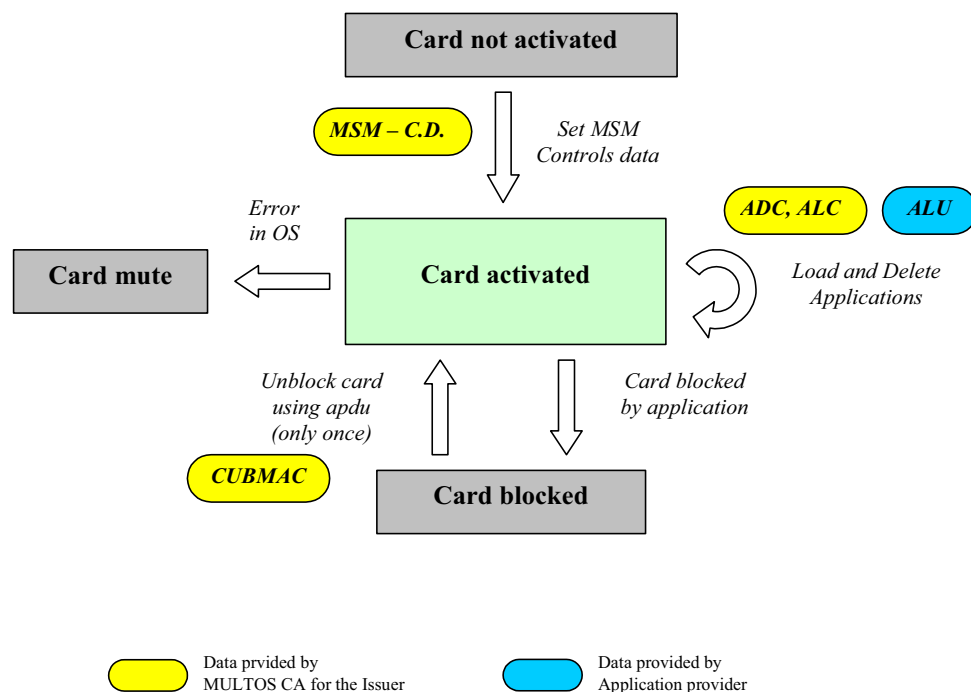 Card not activated
MSM – C.D.
Set MSM
Controls data
ADC, ALC
ALU
Error
in OS
Card mute
Card activated
Load and Delete
Applications
Unblock card
using apdu
(only once)
Card blocked
by application
CUBMAC
Card blocked
Data prvided by
MULTOS CA for the Issuer
Data provided by
Application provider